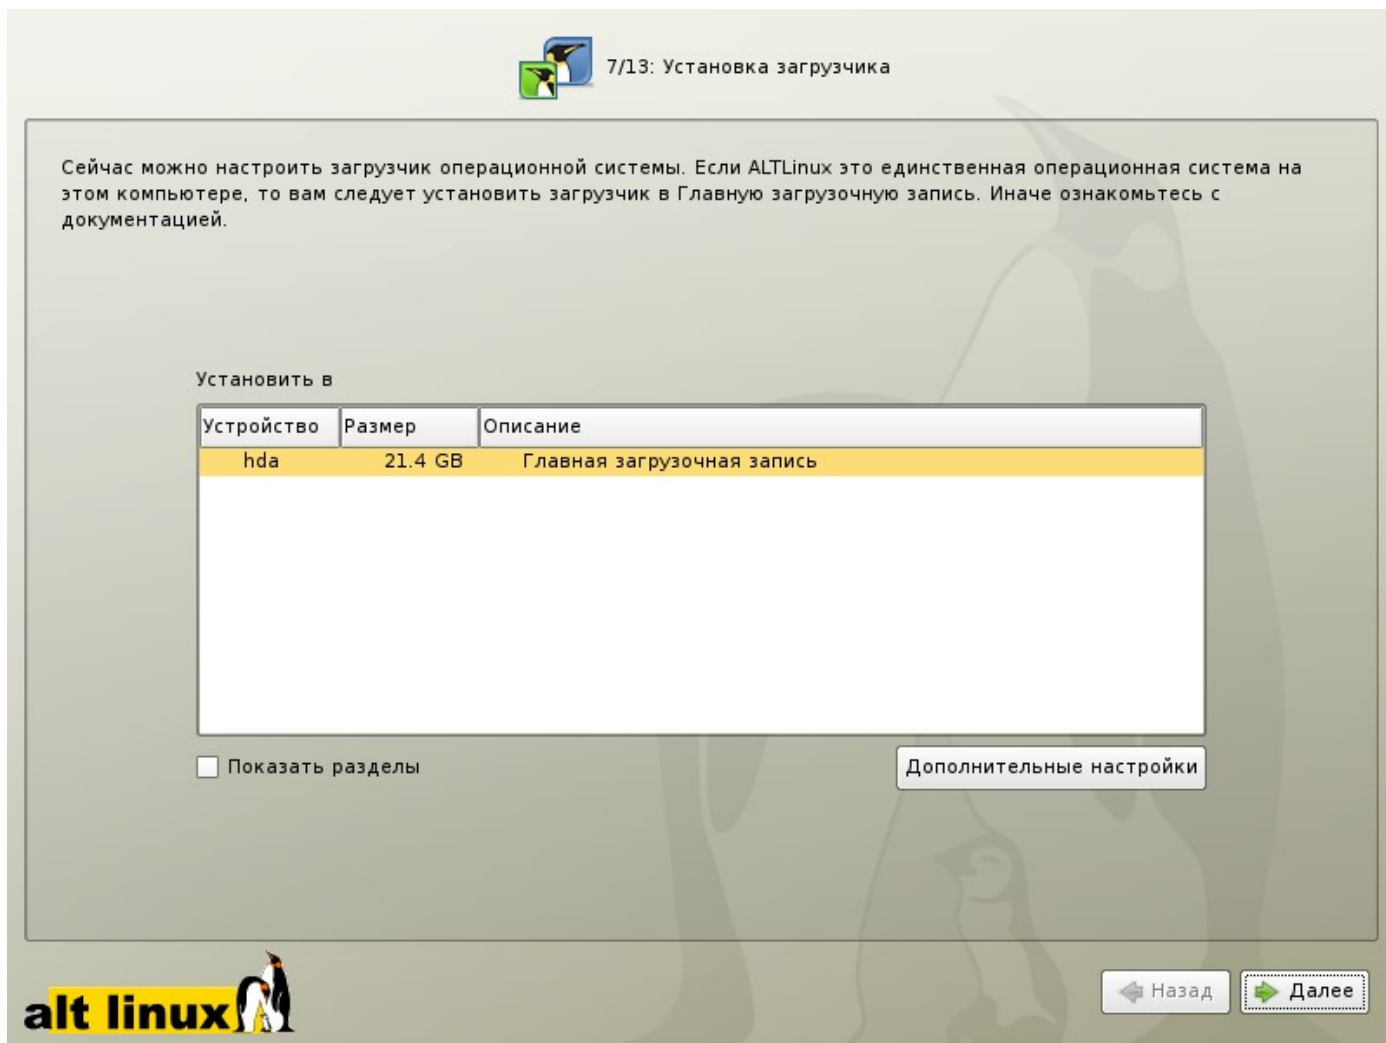 7/13: Установка загрузчика
Сейчас можно настроить загрузчик операционной системы. Если ALTLinux это единственная операционная система на
этом компьютере, то вам следует установить загрузчик в Главную загрузочную запись. Иначе ознакомьтесь с
документацией.
Установить в
Устройство Размер Описание
hda 21.4 GB Главная загрузочная запись
Показать разделы Дополнительные настройки
alt linux Назад Далее